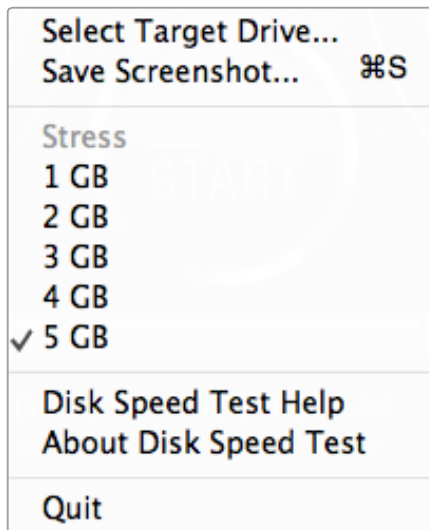 Select Target Drive...
Save Screenshot... ⌘S
Stress
1 GB
START
2 GB
3 GB
4 GB
✓ 5 GB
Disk Speed Test Help
About Disk Speed Test
Quit